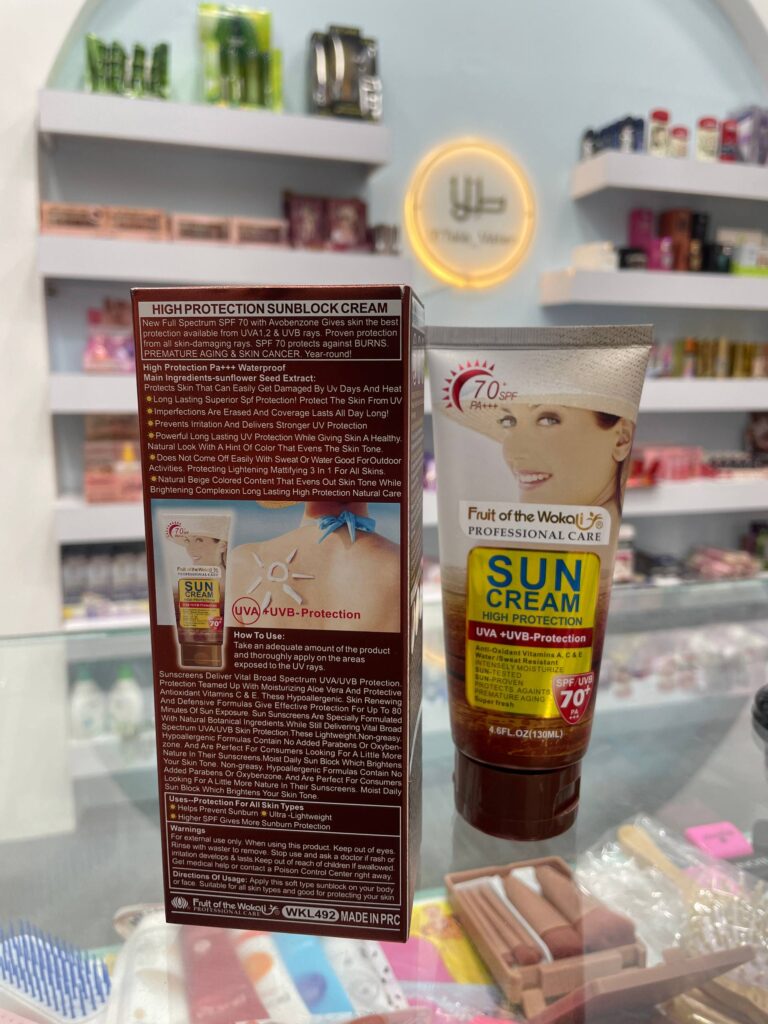 HIGH PROTECTION SUNBLOCK CREAM
New Full Spectrum SPF 70 with Avobenzone Gives skin the best
protection available from UVA1,2 & UVB rays. Proven protection
from all skin-damaging rays. SPF 70 protects against BURNS.
PREMATURE AGING & SKIN CANCER. Year-round!
High Protection Pa+++ Waterproof
Main Ingredients-sunflower Seed Extract:
Protects Skin That Can Easily Get Damaged By Uv Days And Heat
Long Lasting Superior Spf Protection! Protect The Skin From UV
Imperfections Are Erased And Coverage Lasts All Day Long!
Prevents Irritation And Delivers Stronger UV Protection
Powerful Long Lasting UV Protection While Giving Skin A Healthy.
Natural Look With A Hint Of Color That Evens The Skin Tone.
Does Not Come Off Easily With Sweat Or Water Good ForOutdoor
Activities. Protecting Lightening Mattifying 3 In 1 For All Skins.
Natural Beige Colored Content That Evens Out Skin Tone While
Brightening Complexion Long Lasting High Protection Natural Care
70
Fruit of the Wokali
PROFESSIONAL CARE
SUN
CREAM
HIGH PROTECTION
UVA +UVB-Protection
70+
UVA +UVB-Protection
How To Use:
Take an adequate amount of the product
and thoroughly apply on the areas
exposed to the UV rays.
Sunscreens Deliver Vital Broad Spectrum UVA/UVB Protection.
Protection Teamed Up With Moisturizing Aloe Vera And Protective
Antioxidant Vitamins C & E. These Hypoallergenic. Skin Renewing
And Defensive Formulas Give Effective Protection For Up To 80
Minutes Of Sun Exposure. Sun Sunscreens Are Specially Formulated
With Natural Botanical Ingredients.While Still Delivering Vital Broad
Spectrum UVA/UVB Skin Protection.These Lightweight.Non-greasy.
Hypoallergenic Formulas Contain No Added Parabens Or Oxyben-
zone. And Are Perfect For Consumers Looking For A Little More
Nature In Their Sunscreens.Moist Daily Sun Block Which Brightens
Your Skin Tone. Non-greasy. Hypoallergenic Formulas Contain No
Added Parabens Or Oxybenzone. And Are Perfect For Consumers
Looking For A Little More Nature In Their Sunscreens. Moist Daily
Sun Block Which Brightens Your Skin Tone.
Uses--Protection For All Skin Types
Helps Prevent Sunburn Ultra -Lightweight
Higher SPF Gives More Sunburn Protection
Warnings
For external use only. When using this product. Keep out of eyes.
Rinse with waster to remove. Stop use and ask a doctor if rash or
irritation develops & lasts.Keep out of reach of children if swallowed.
Get medical help or contact a Poison Control Center right away.
Directions Of Usage: Apply this soft type sunblock on your body
or face. Suitable for all skin types and good for protecting your skin
Fruit of the Wokali
PROFESSIONAL CARE
WKL492 MADE IN PRC
70+ SPF
PA+++
Fruit of the Wokali
PROFESSIONAL CARE
SUN
CREAM
HIGH PROTECTION
UVA +UVB-Protection
Anti-Oxidant Vitamins A, C & E
Water /Sweat Resistant
INTENSELY MOISTURIZE
SUN-TESTED
SUN-PROVEN
PROTECTS AGAINTS
PREMATURE AGING
Super fresh
SPF UVB
70+
PA
+++
4.6FL.OZ(130ML)